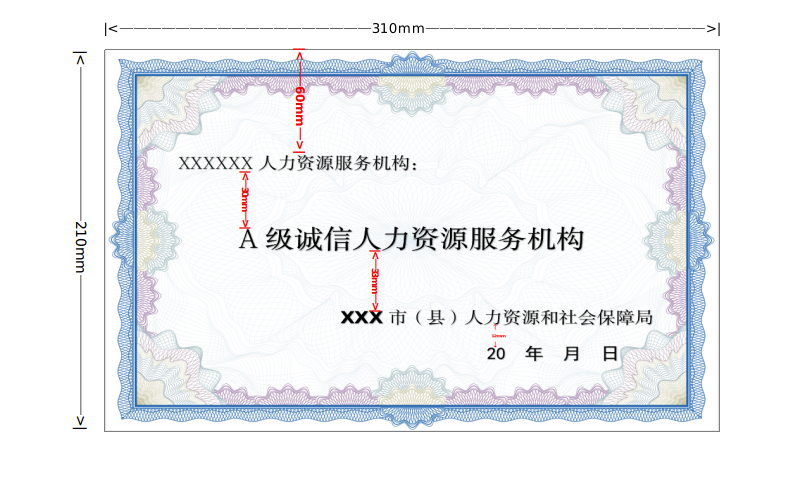 310mm
60mm
XXXXXX 人力资源服务机构：
210mm
A 级诚信人力资源服务机构
33mm
XXX 市（县）人力资源和社会保障局
20 年 月 日